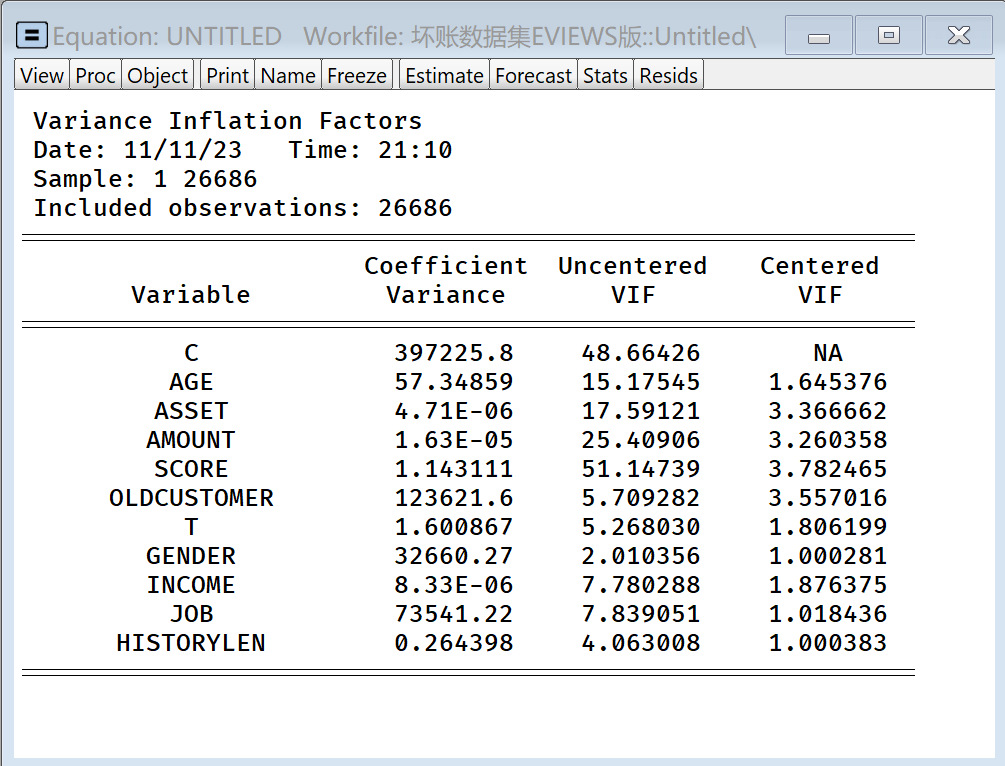 Equation: UNTITLED Workfile: 坏账数据集EVIEWS版::Untitled\
View Proc Object Print Name Freeze Estimate Forecast Stats Resids
Variance Inflation Factors
Date: 11/11/23 Time: 21:10
Sample: 1 26686
Included observations: 26686
Coefficient Uncentered Centered
Variable Variance VIF VIF
C 397225.8 48.66426 NA
AGE 57.34859 15.17545 1.645376
ASSET 4.71E-06 17.59121 3.366662
AMOUNT 1.63E-05 25.40906 3.260358
SCORE 1.143111 51.14739 3.782465
OLDCUSTOMER 123621.6 5.709282 3.557016
T 1.600867 5.268030 1.806199
GENDER 32660.27 2.010356 1.000281
INCOME 8.33E-06 7.780288 1.876375
JOB 73541.22 7.839051 1.018436
HISTORYLEN 0.264398 4.063008 1.000383